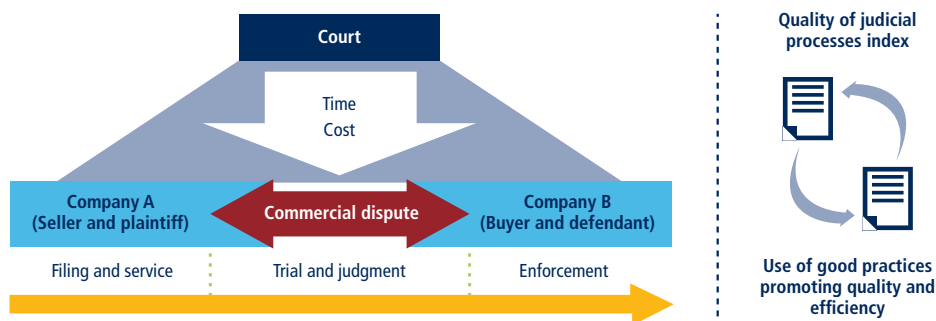 Court
Time
Cost
Company A
(Seller and plaintiff)
Commercial dispute
Company B
(Buyer and defendant)
Filing and service
Trial and judgment
Enforcement
Quality of judicial
processes index
Use of good practices
promoting quality and
efficiency